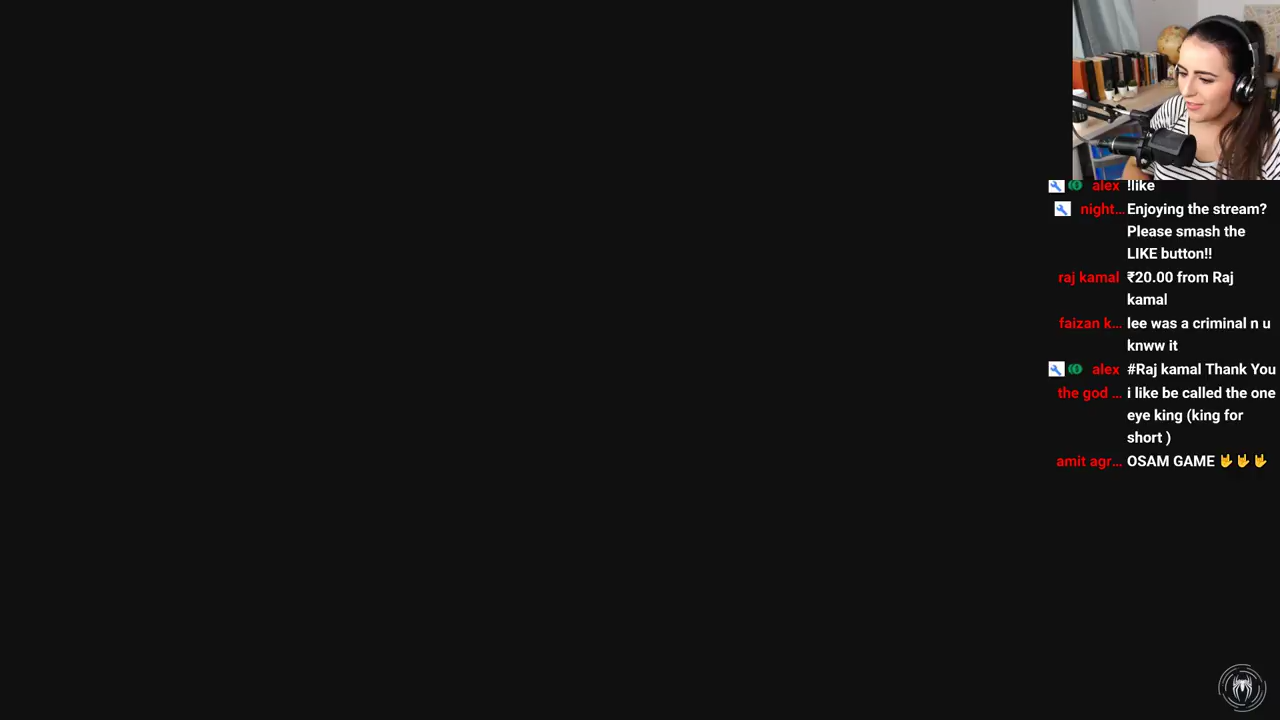 alex !like
night... Enjoying the stream?
Please smash the
LIKE button!!
raj kamal ₹20.00 from Raj
kamal
faizan k... lee was a criminal n u
knww it
alex #Raj kamal Thank You
the god ... i like be called the one
eye king (king for
short )
amit agr... OSAM GAME 🤟🤟🤟